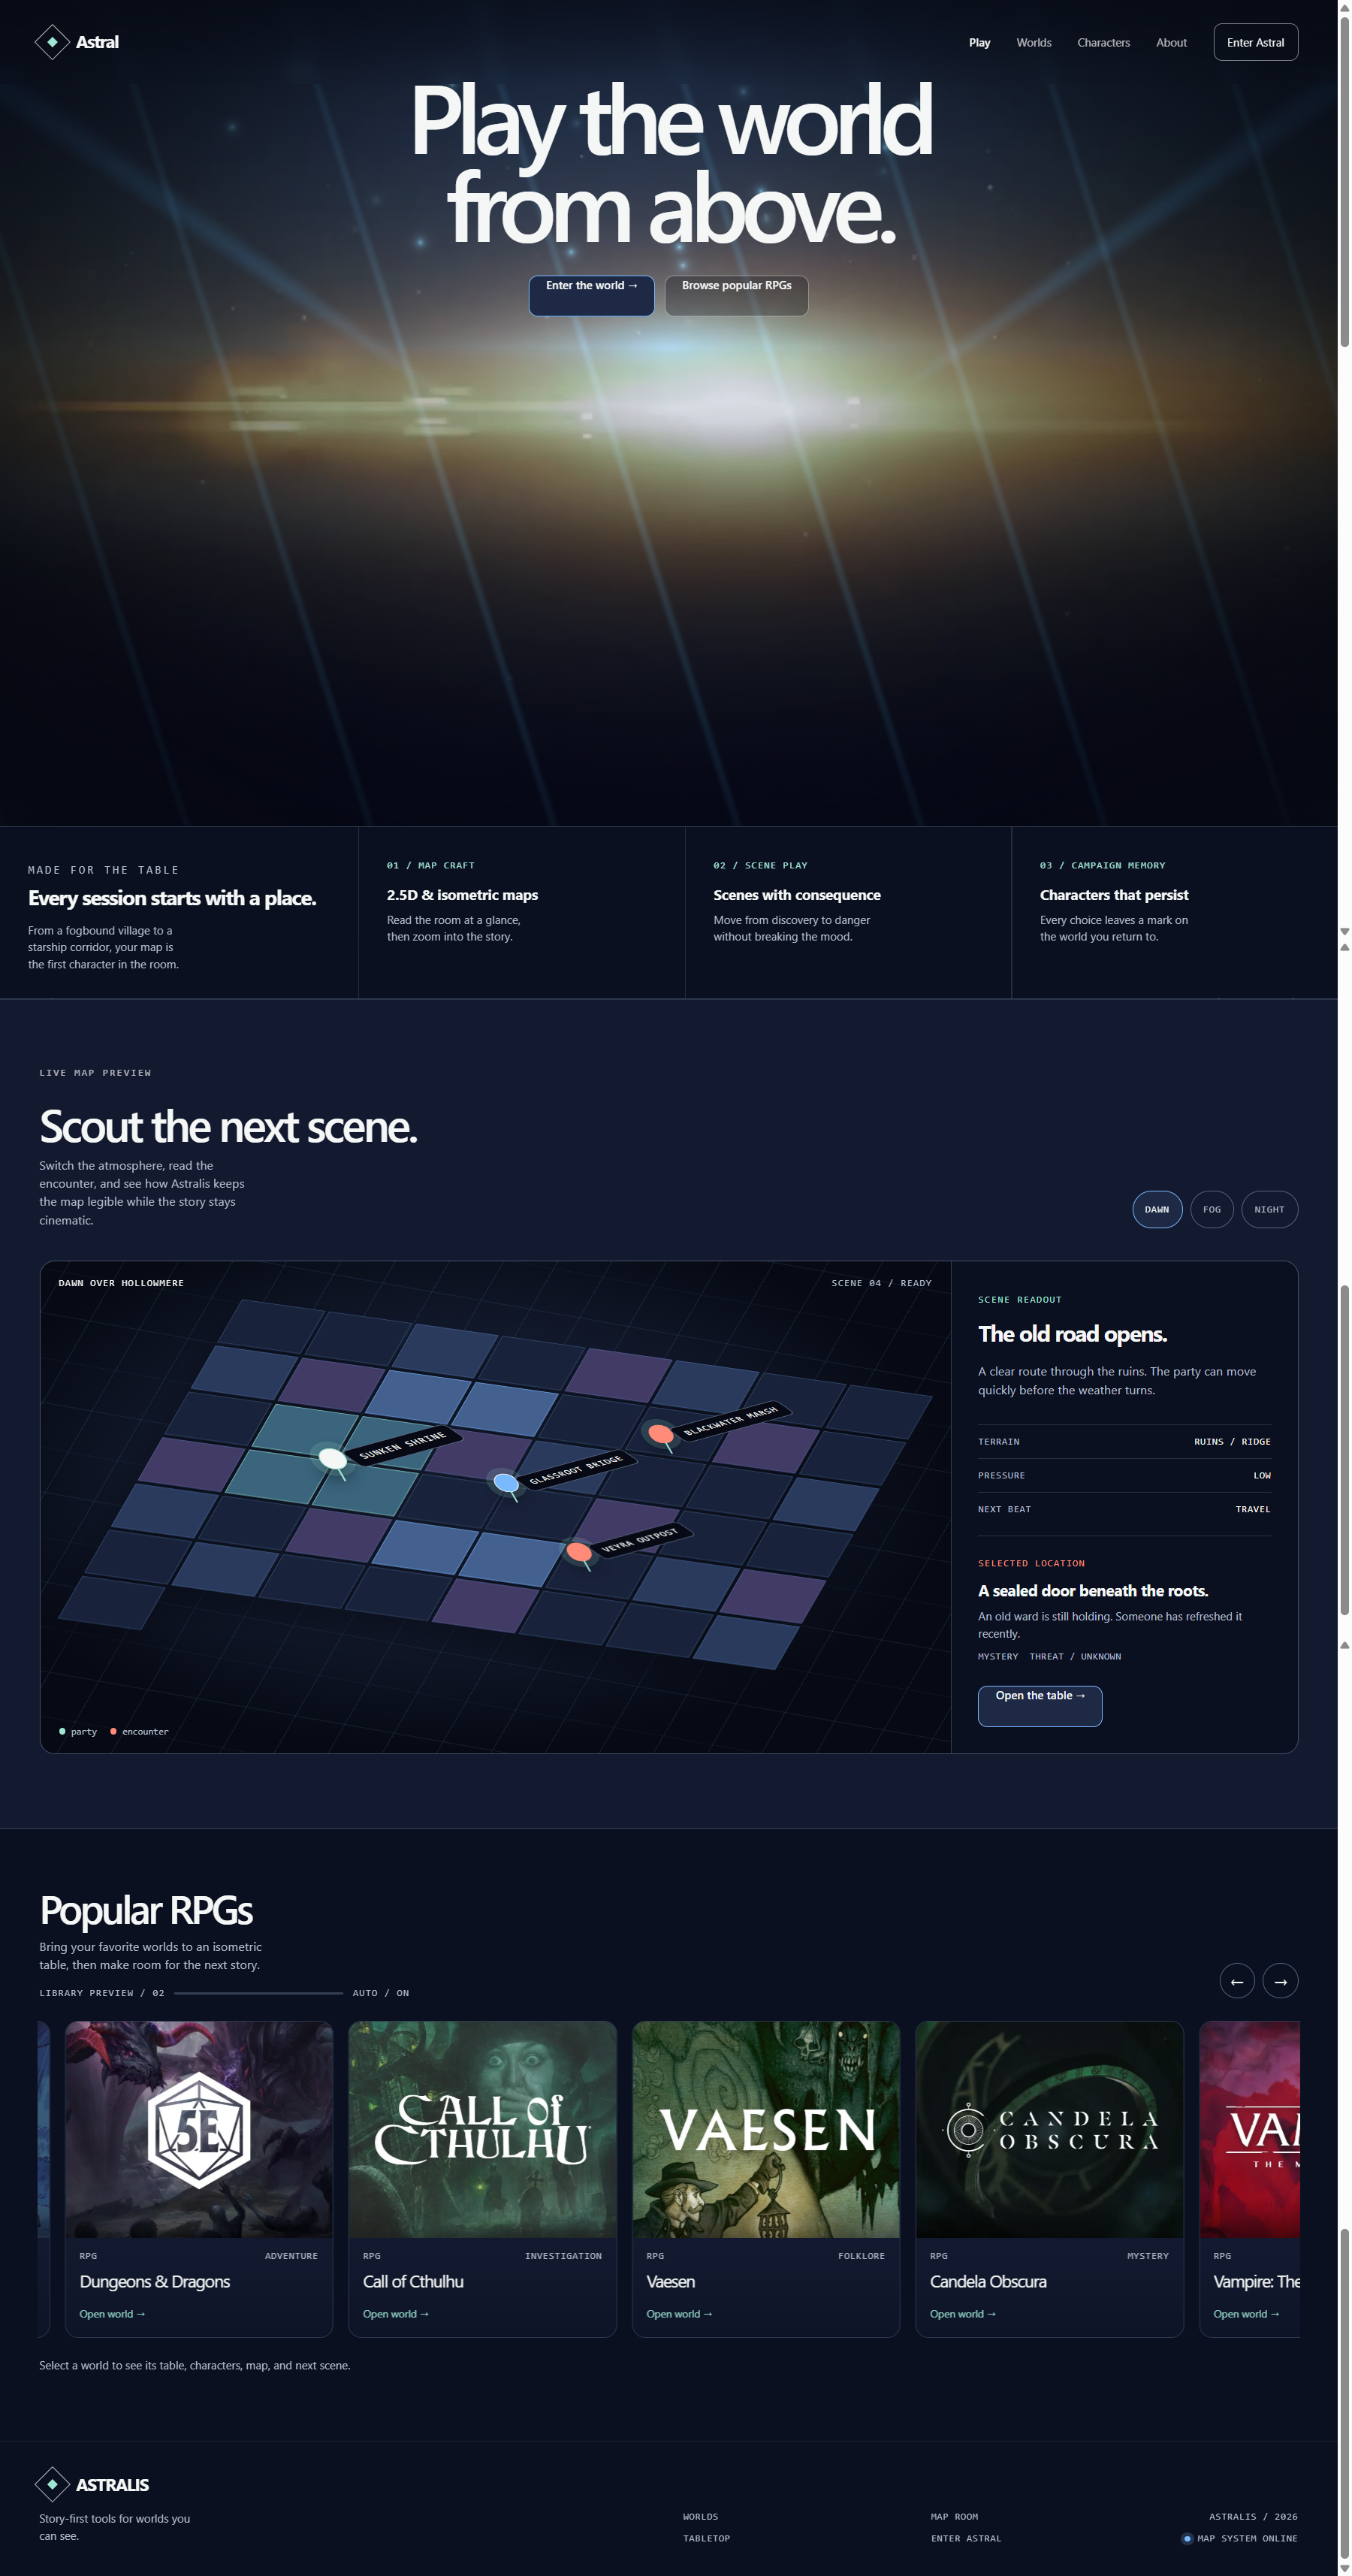 Astral
Play
Worlds
Characters
About
Enter Astral
Play the world
from above.
Enter the world →
Browse popular RPGs
MADE FOR THE TABLE
Every session starts with a place.
From a fogbound village to a
starship corridor, your map is
the first character in the room.
01 / MAP CRAFT
2.5D & isometric maps
Read the room at a glance,
then zoom into the story.
02 / SCENE PLAY
Scenes with consequence
Move from discovery to danger
without breaking the mood.
03 / CAMPAIGN MEMORY
Characters that persist
Every choice leaves a mark on
the world you return to.
LIVE MAP PREVIEW
Scout the next scene.
Switch the atmosphere, read the
encounter, and see how Astralis keeps
the map legible while the story stays
cinematic.
DAWN
FOG
NIGHT
DAWN OVER HOLLOWMERE
SCENE 04 / READY
SUNKEN SHRINE
BLACKWATER MARSH
GLASSROOT BRIDGE
VEYRA OUTPOST
party
encounter
SCENE READOUT
The old road opens.
A clear route through the ruins. The party can move
quickly before the weather turns.
TERRAIN
RUINS / RIDGE
PRESSURE
LOW
NEXT BEAT
TRAVEL
SELECTED LOCATION
A sealed door beneath the roots.
An old ward is still holding. Someone has refreshed it
recently.
MYSTERY THREAT / UNKNOWN
Open the table →
Popular RPGs
Bring your favorite worlds to an isometric
table, then make room for the next story.
LIBRARY PREVIEW / 02
AUTO / ON
←
→
5E
RPG
ADVENTURE
Dungeons & Dragons
Open world →
CALL of
CTHULHU
RPG
INVESTIGATION
Call of Cthulhu
Open world →
VAESEN
RPG
FOLKLORE
Vaesen
Open world →
CANDELA
OBSCURA
RPG
MYSTERY
Candela Obscura
Open world →
VAM
THE M
RPG
Vampire: The
Open world →
Select a world to see its table, characters, map, and next scene.
ASTRALIS
Story-first tools for worlds you
can see.
WORLDS
TABLETOP
MAP ROOM
ENTER ASTRAL
ASTRALIS / 2026
MAP SYSTEM ONLINE